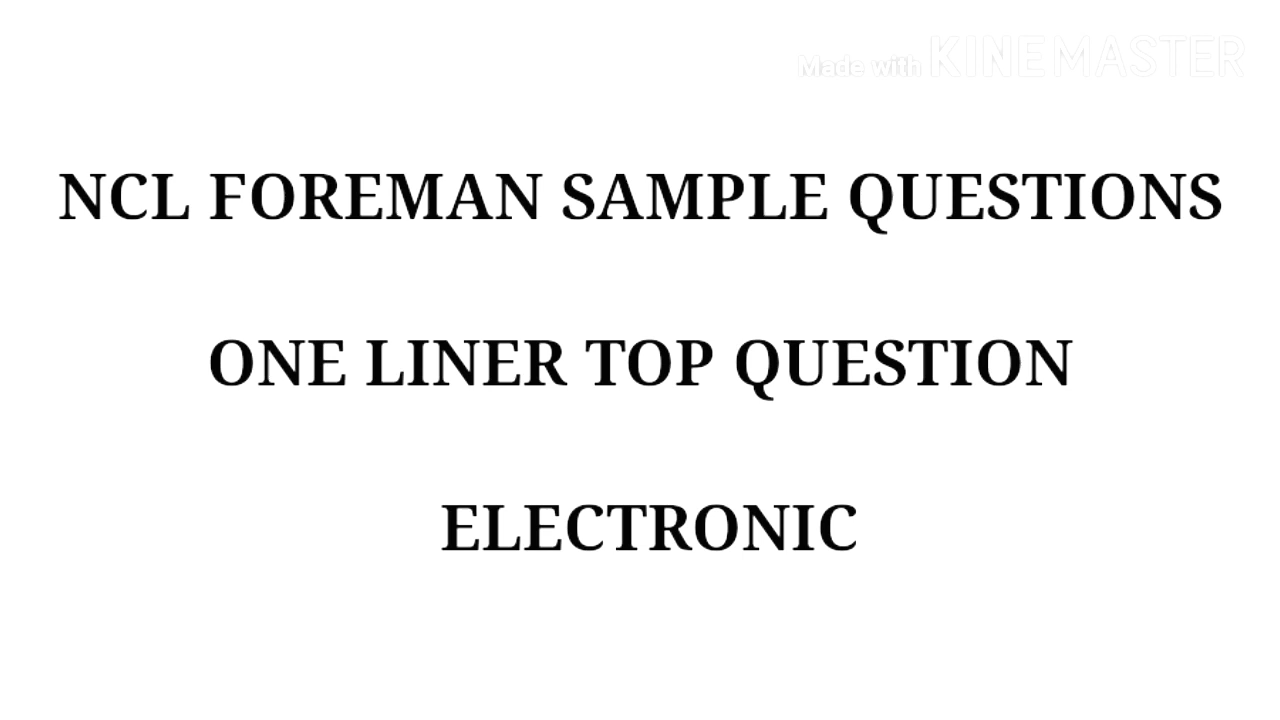 Made with KINEMASTER
NCL FOREMAN SAMPLE QUESTIONS
ONE LINER TOP QUESTION
ELECTRONIC